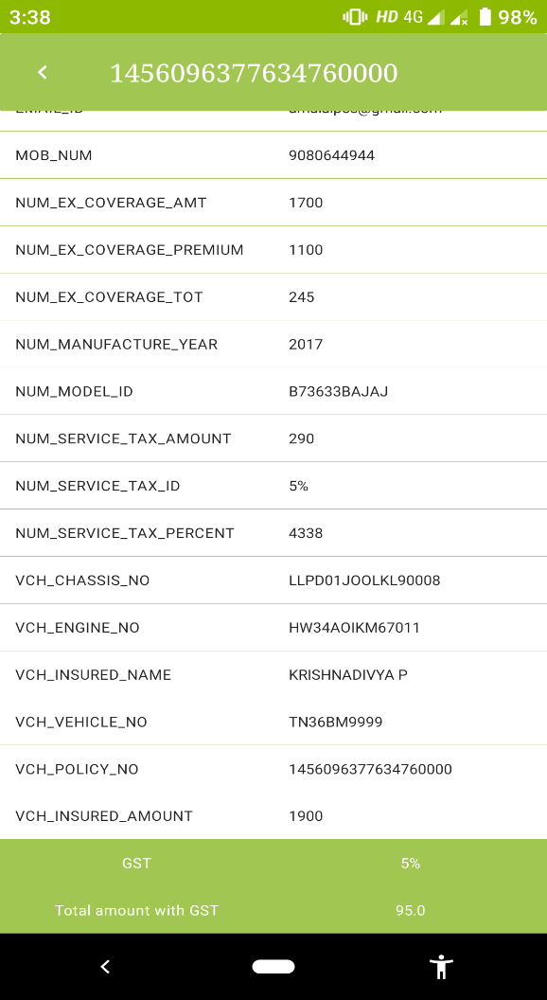 3:38 HD 4G 98%
1456096377634760000
MOB_NUM 9080644944
NUM_EX_COVERAGE_AMT 1700
NUM_EX_COVERAGE_PREMIUM 1100
NUM_EX_COVERAGE_TOT 245
NUM_MANUFACTURE_YEAR 2017
NUM_MODEL_ID B73633BAJAJ
NUM_SERVICE_TAX_AMOUNT 290
NUM_SERVICE_TAX_ID 5%
NUM_SERVICE_TAX_PERCENT 4338
VCH_CHASSIS_NO LLPD01JOOLKL90008
VCH_ENGINE_NO HW34AOIKM67011
VCH_INSURED_NAME KRISHNADIVYA P
VCH_VEHICLE_NO TN36BM9999
VCH_POLICY_NO 1456096377634760000
VCH_INSURED_AMOUNT 1900
GST 5%
Total amount with GST 95.0